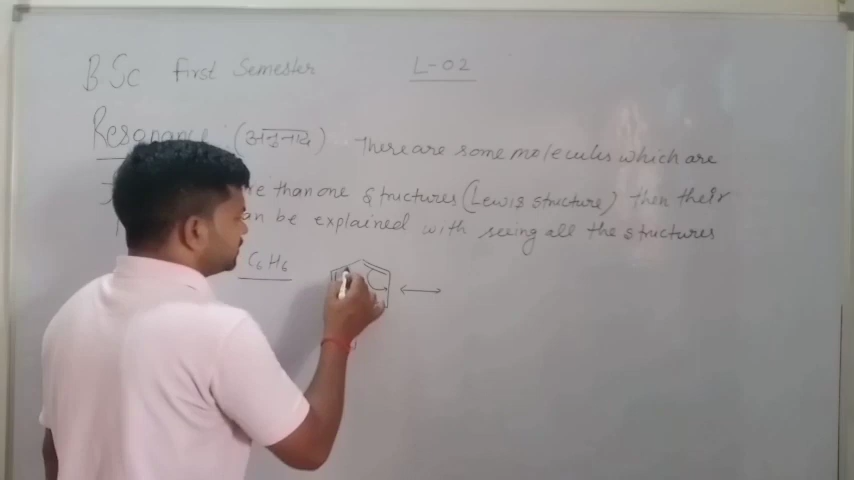 BSc First Semester L-02
Resonance : (अनुनाद) There are some molecules which are
re than one structures (Lewis structure) then their
can be explained with seeing all the structures
C6H6